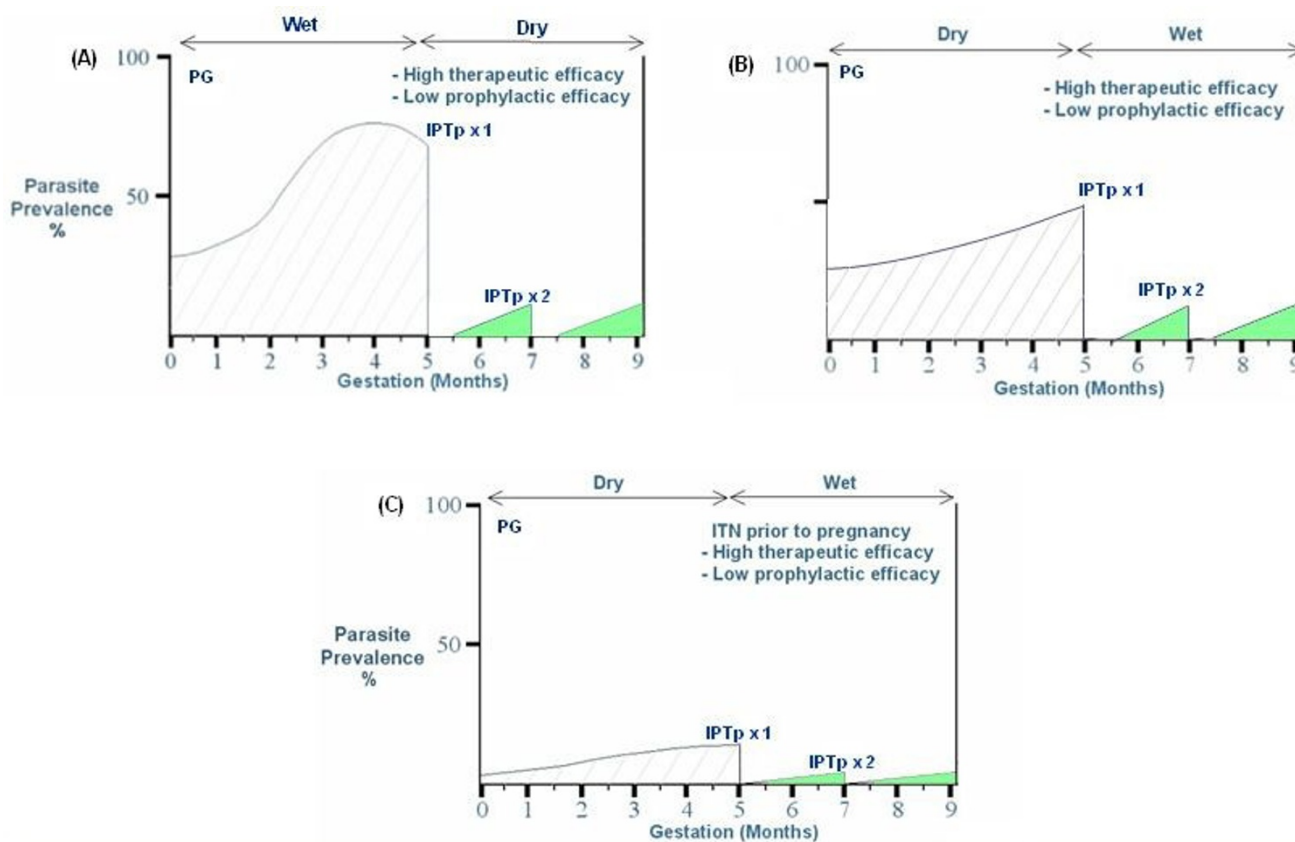 (A)
Wet Dry
100
PG
- High therapeutic efficacy
- Low prophylactic efficacy
IPTp x 1
Parasite
Prevalence
%
50
IPTp x 2
0 1 2 3 4 5 6 7 8 9
Gestation (Months)
(B)
Dry Wet
100
PG
- High therapeutic efficacy
- Low prophylactic efficacy
IPTp x 1
IPTp x 2
0 1 2 3 4 5 6 7 8 9
Gestation (Months)
(C)
Dry Wet
100
PG
ITN prior to pregnancy
- High therapeutic efficacy
- Low prophylactic efficacy
Parasite
Prevalence
%
50
IPTp x 1
IPTp x 2
0 1 2 3 4 5 6 7 8 9
Gestation (Months)